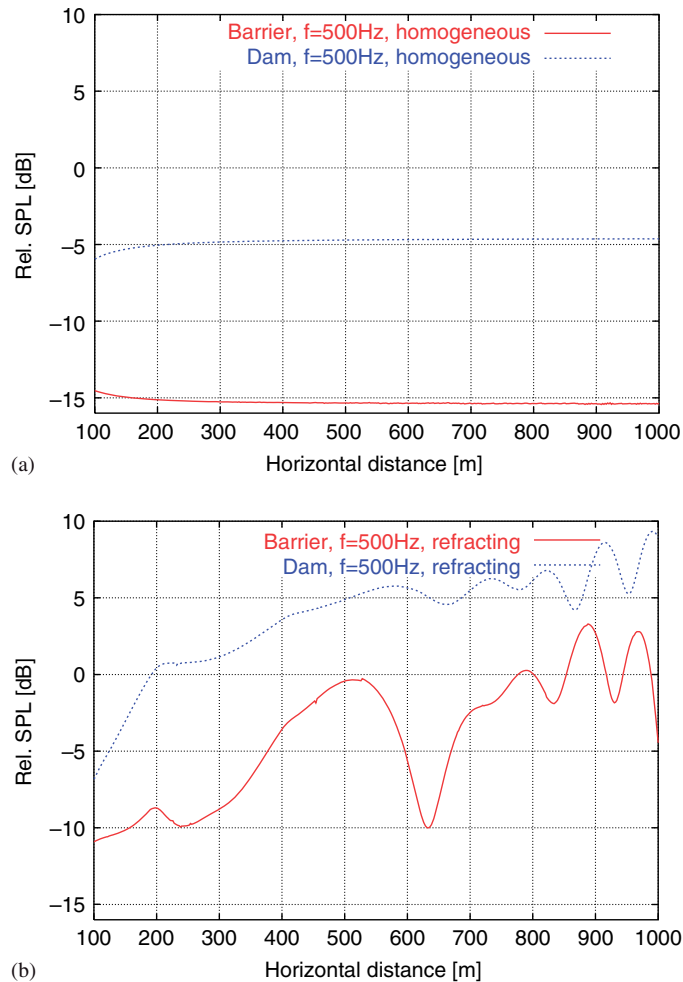 Barrier, f=500Hz, homogeneous
Dam, f=500Hz, homogeneous
10
5
0
−5
−10
−15
Rel. SPL [dB]
100 200 300 400 500 600 700 800 900 1000
Horizontal distance [m]
(a)
Barrier, f=500Hz, refracting
Dam, f=500Hz, refracting
10
5
0
−5
−10
−15
Rel. SPL [dB]
100 200 300 400 500 600 700 800 900 1000
Horizontal distance [m]
(b)